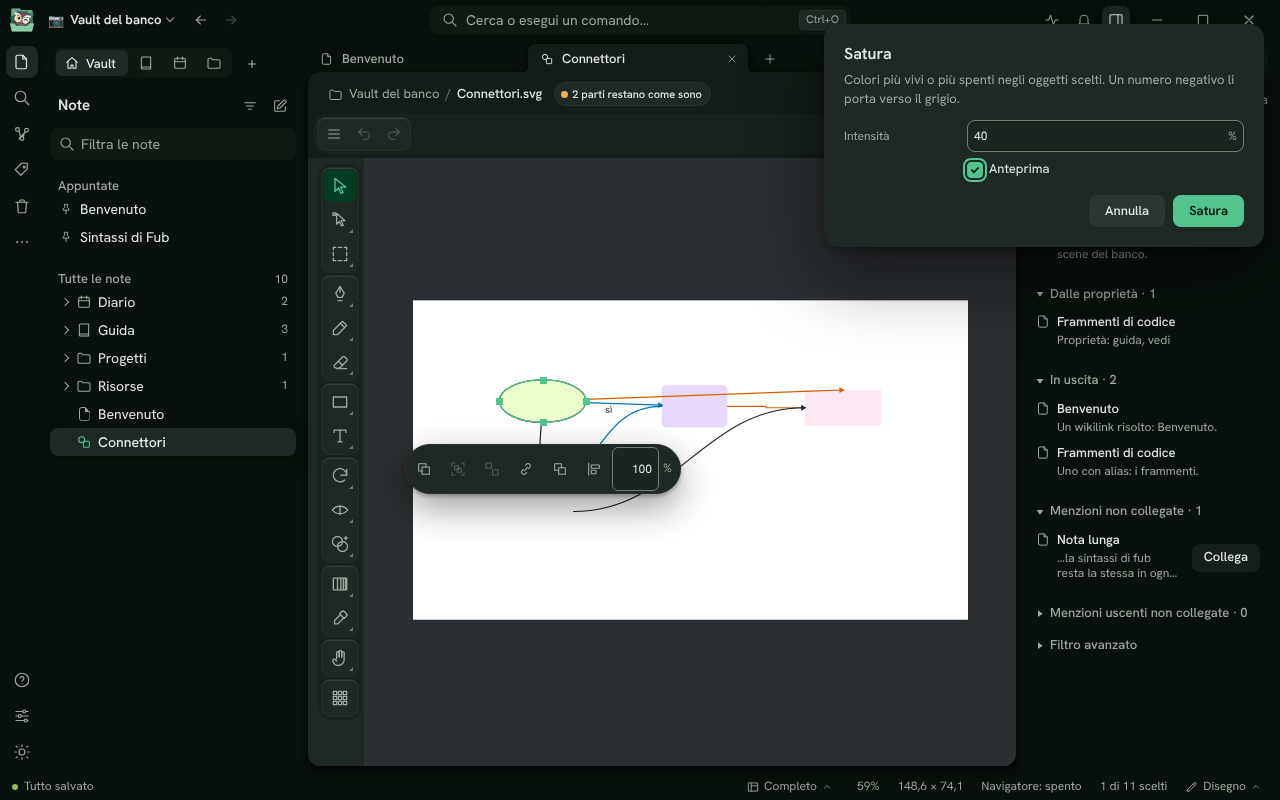 Vault del banco
Cerca o esegui un comando...
Ctrl+O
Vault
Note
Filtra le note
Appuntate
Benvenuto
Sintassi di Fub
Tutte le note
10
Diario
2
Guida
3
Progetti
1
Risorse
1
Benvenuto
Connettori
Benvenuto
Connettori
Vault del banco / Connettori.svg
2 parti restano come sono
sì
100
%
Satura
Colori più vivi o più spenti negli oggetti scelti. Un numero negativo li
porta verso il grigio.
Intensità
40
%
Anteprima
Annulla
Satura
scene del banco.
Dalle proprietà · 1
Frammenti di codice
Proprietà: guida, vedi
In uscita · 2
Benvenuto
Un wikilink risolto: Benvenuto.
Frammenti di codice
Uno con alias: i frammenti.
Menzioni non collegate · 1
Nota lunga
...la sintassi di fub
resta la stessa in ogn...
Collega
Menzioni uscenti non collegate · 0
Filtro avanzato
Tutto salvato
Completo
59%
148,6 × 74,1
Navigatore: spento
1 di 11 scelti
Disegno